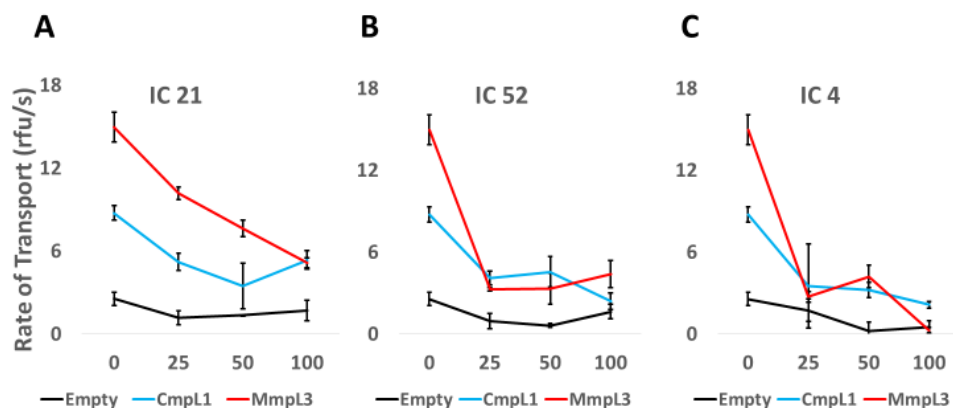 A B C
IC 21 IC 52 IC 4
Rate of Transport (rfu/s)
18 18 18
12 12 12
6 6 6
0 0 0
0 25 50 100 0 25 50 100 0 25 50 100
Empty CmpL1 MmpL3 Empty CmpL1 MmpL3 Empty CmpL1 MmpL3